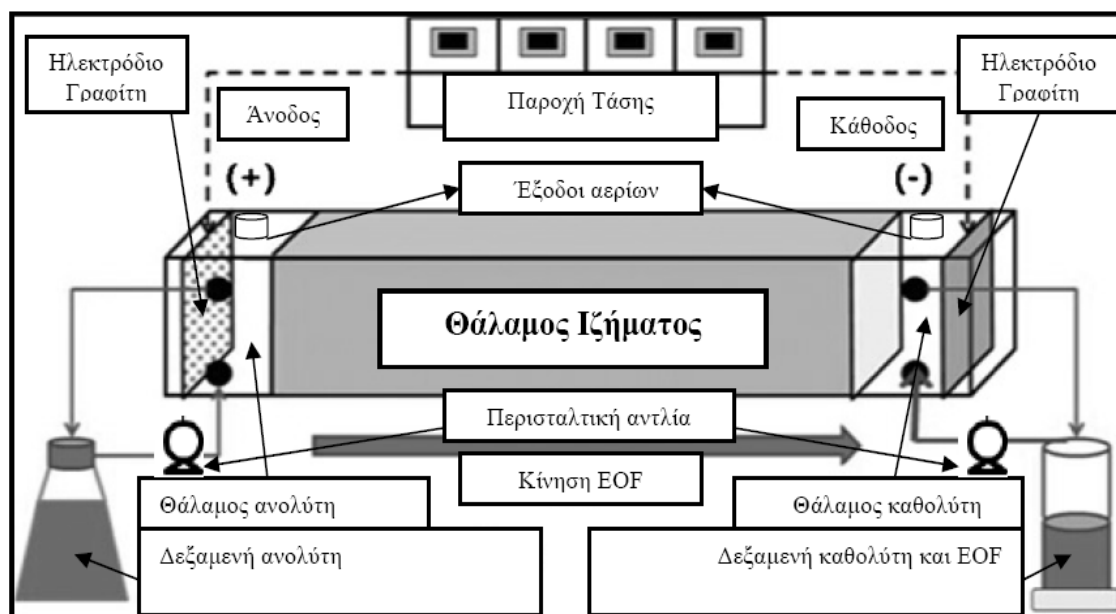 Ηλεκτρόδιο
Γραφίτη
Άνοδος
Παροχή Τάσης
Κάθοδος
Ηλεκτρόδιο
Γραφίτη
(+)
Έξοδοι αερίων
(-)
Θάλαμος Ιζήματος
Περισταλτική αντλία
Κίνηση EOF
Θάλαμος ανολύτη
Θάλαμος καθολύτη
Δεξαμενή ανολύτη
Δεξαμενή καθολύτη και EOF